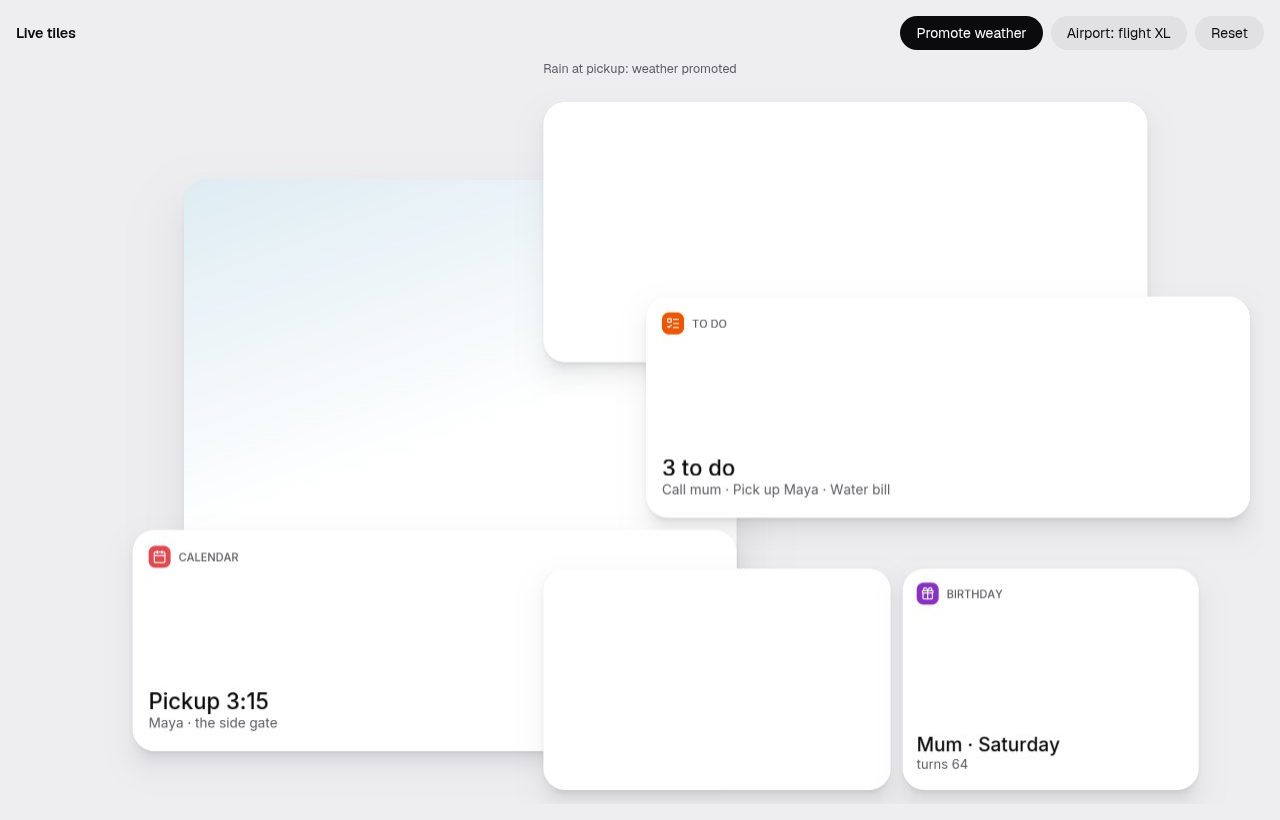 Live tiles
Promote weather
Airport: flight XL
Reset
Rain at pickup: weather promoted
TO DO
3 to do
Call mum · Pick up Maya · Water bill
CALENDAR
Pickup 3:15
Maya · the side gate
BIRTHDAY
Mum · Saturday
turns 64